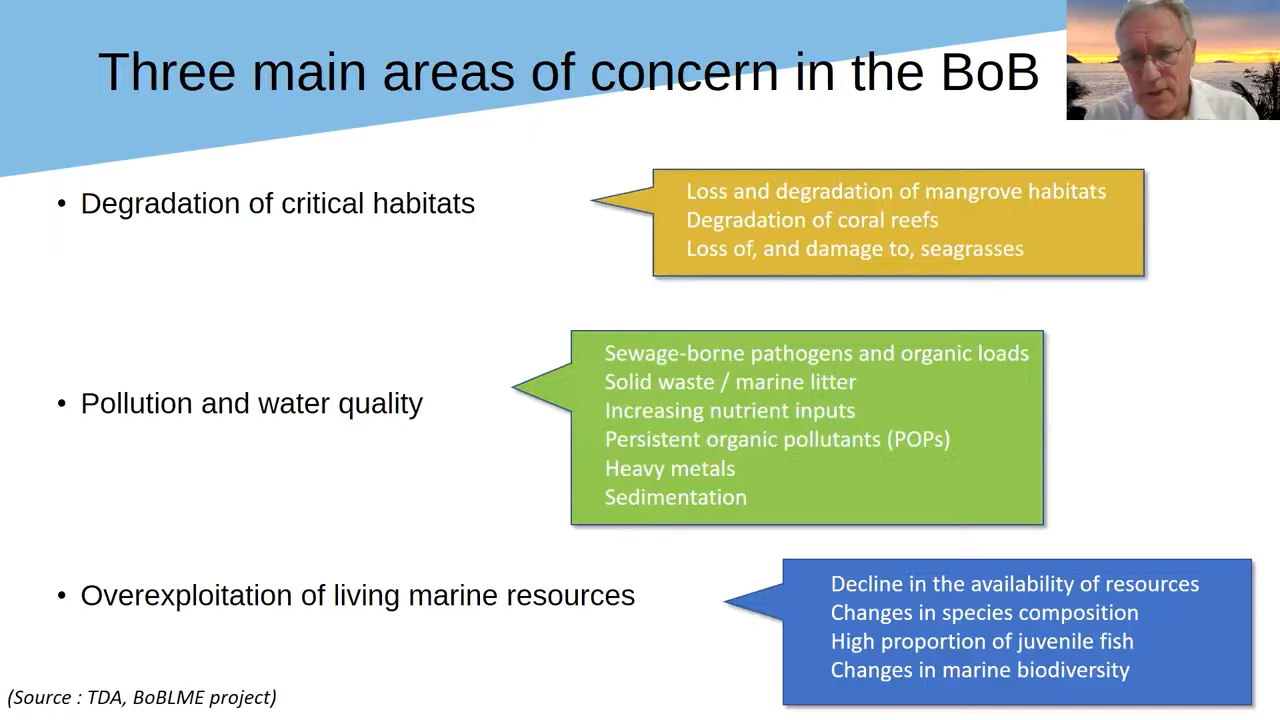 Three main areas of concern in the BoB
• Degradation of critical habitats
Loss and degradation of mangrove habitats
Degradation of coral reefs
Loss of, and damage to, seagrasses
• Pollution and water quality
Sewage-borne pathogens and organic loads
Solid waste / marine litter
Increasing nutrient inputs
Persistent organic pollutants (POPs)
Heavy metals
Sedimentation
• Overexploitation of living marine resources
Decline in the availability of resources
Changes in species composition
High proportion of juvenile fish
Changes in marine biodiversity
(Source : TDA, BoBLME project)